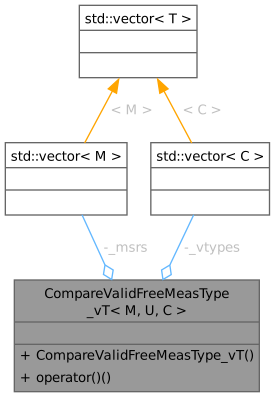 std::vector< T >
< M >
< C >
std::vector< M >
std::vector< C >
-_msrs
-_vtypes
CompareValidFreeMeasType
_vT< M, U, C >
+ CompareValidFreeMeasType_vT()
+ operator()()